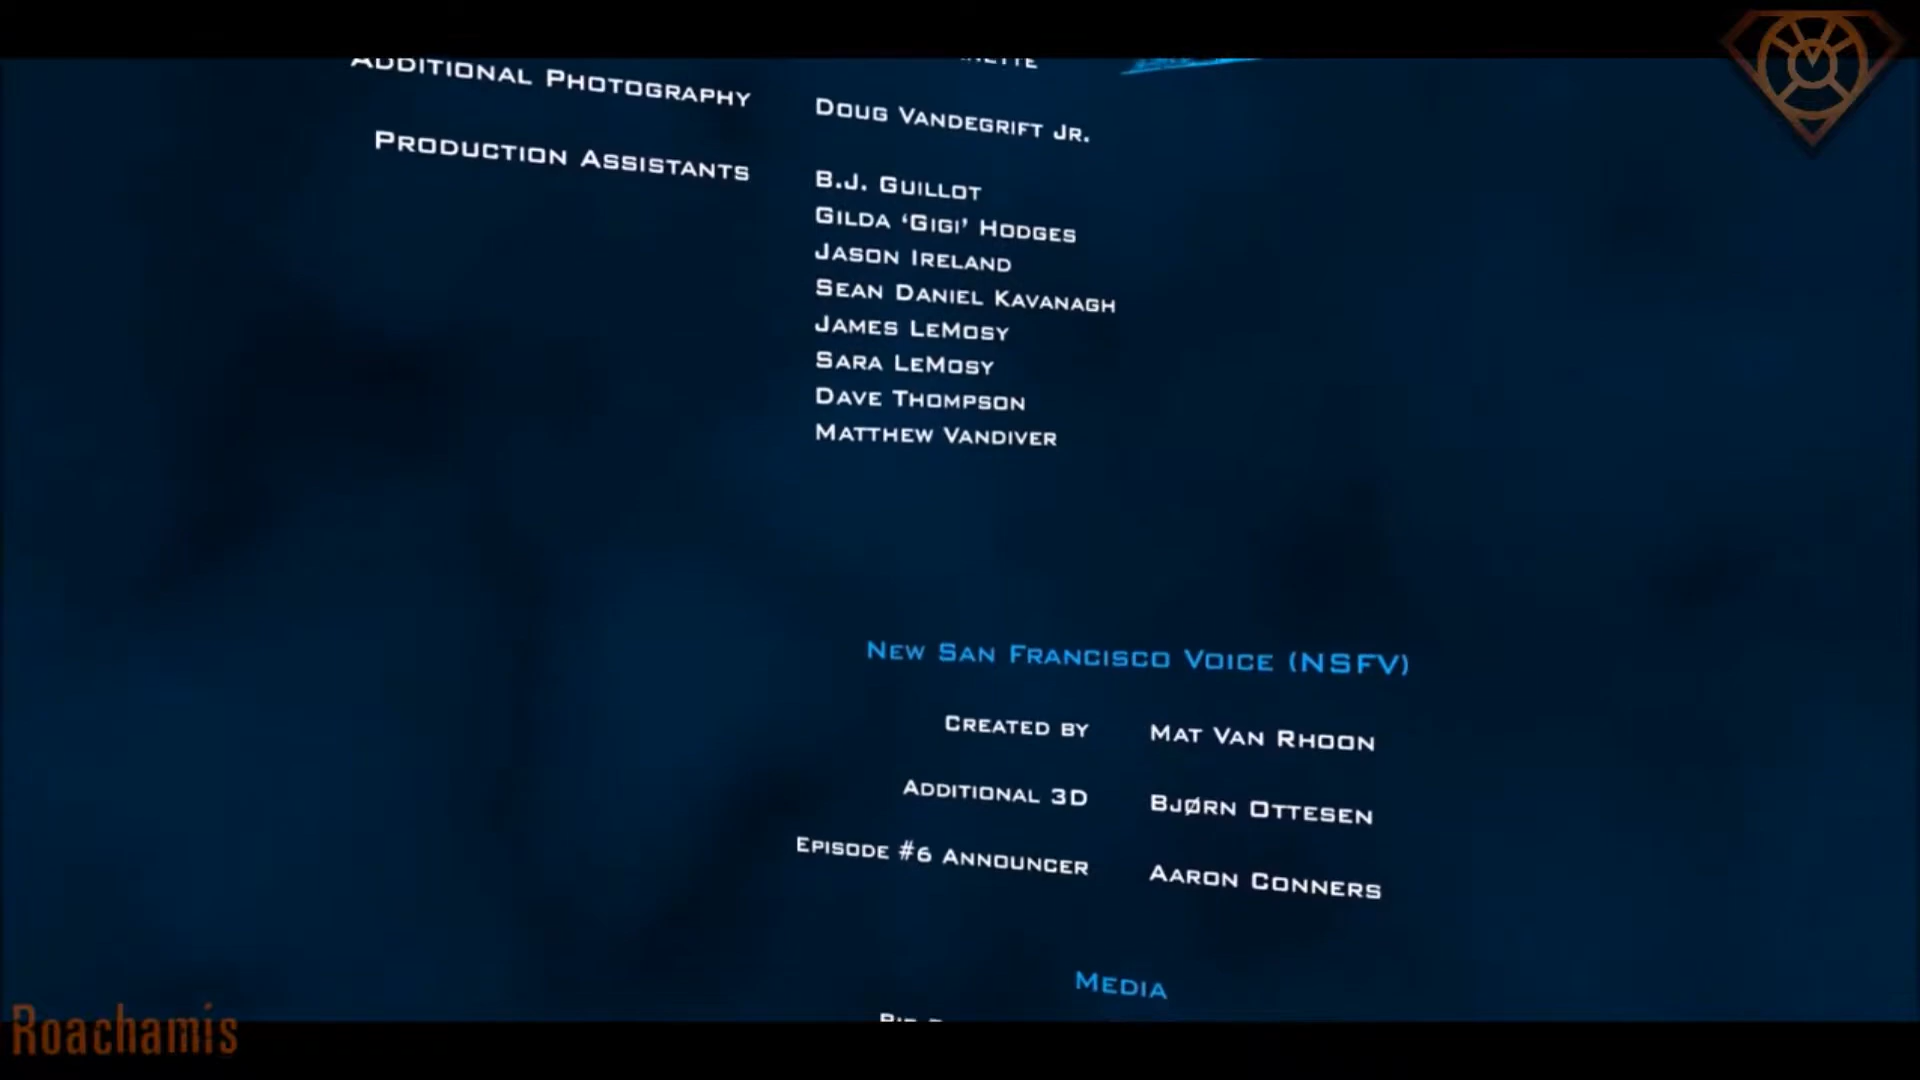 Additional Photography
Doug Vandegrift Jr.
Production Assistants
B.J. Guillot
Gilda ‘Gigi’ Hodges
Jason Ireland
Sean Daniel Kavanagh
James LeMosy
Sara LeMosy
Dave Thompson
Matthew Vandiver
New San Francisco Voice (NSFV)
Created by Mat Van Rhoon
Additional 3D Bjørn Ottesen
Episode #6 Announcer Aaron Conners
Media
Roachamis